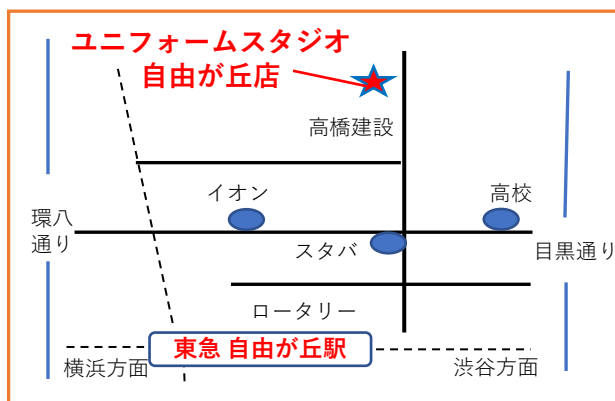 ユニフォームスタジオ
自由が丘店
高橋建設
イオン
高校
環八
通り
スタバ
目黒通り
ロータリー
東急 自由が丘駅
横浜方面
渋谷方面